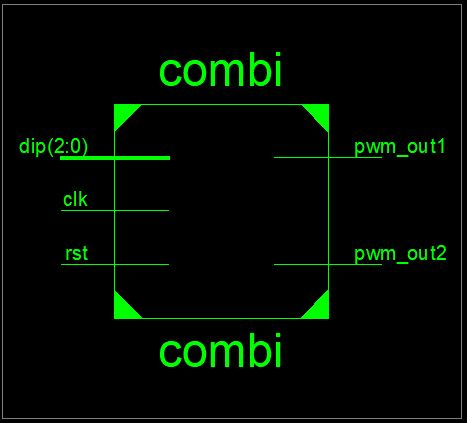 combi
dip(2:0)
pwm_out1
clk
rst
pwm_out2
combi